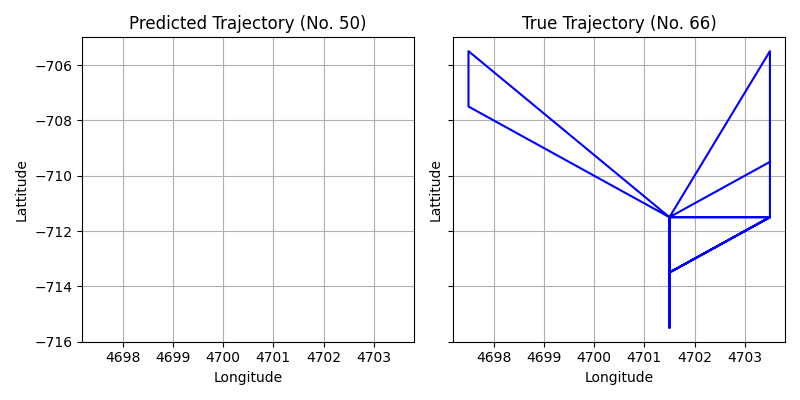 Predicted Trajectory (No. 50)
True Trajectory (No. 66)
−706
−708
−710
−712
−714
−716
Lattitude
Lattitude
4698 4699 4700 4701 4702 4703
4698 4699 4700 4701 4702 4703
Longitude
Longitude